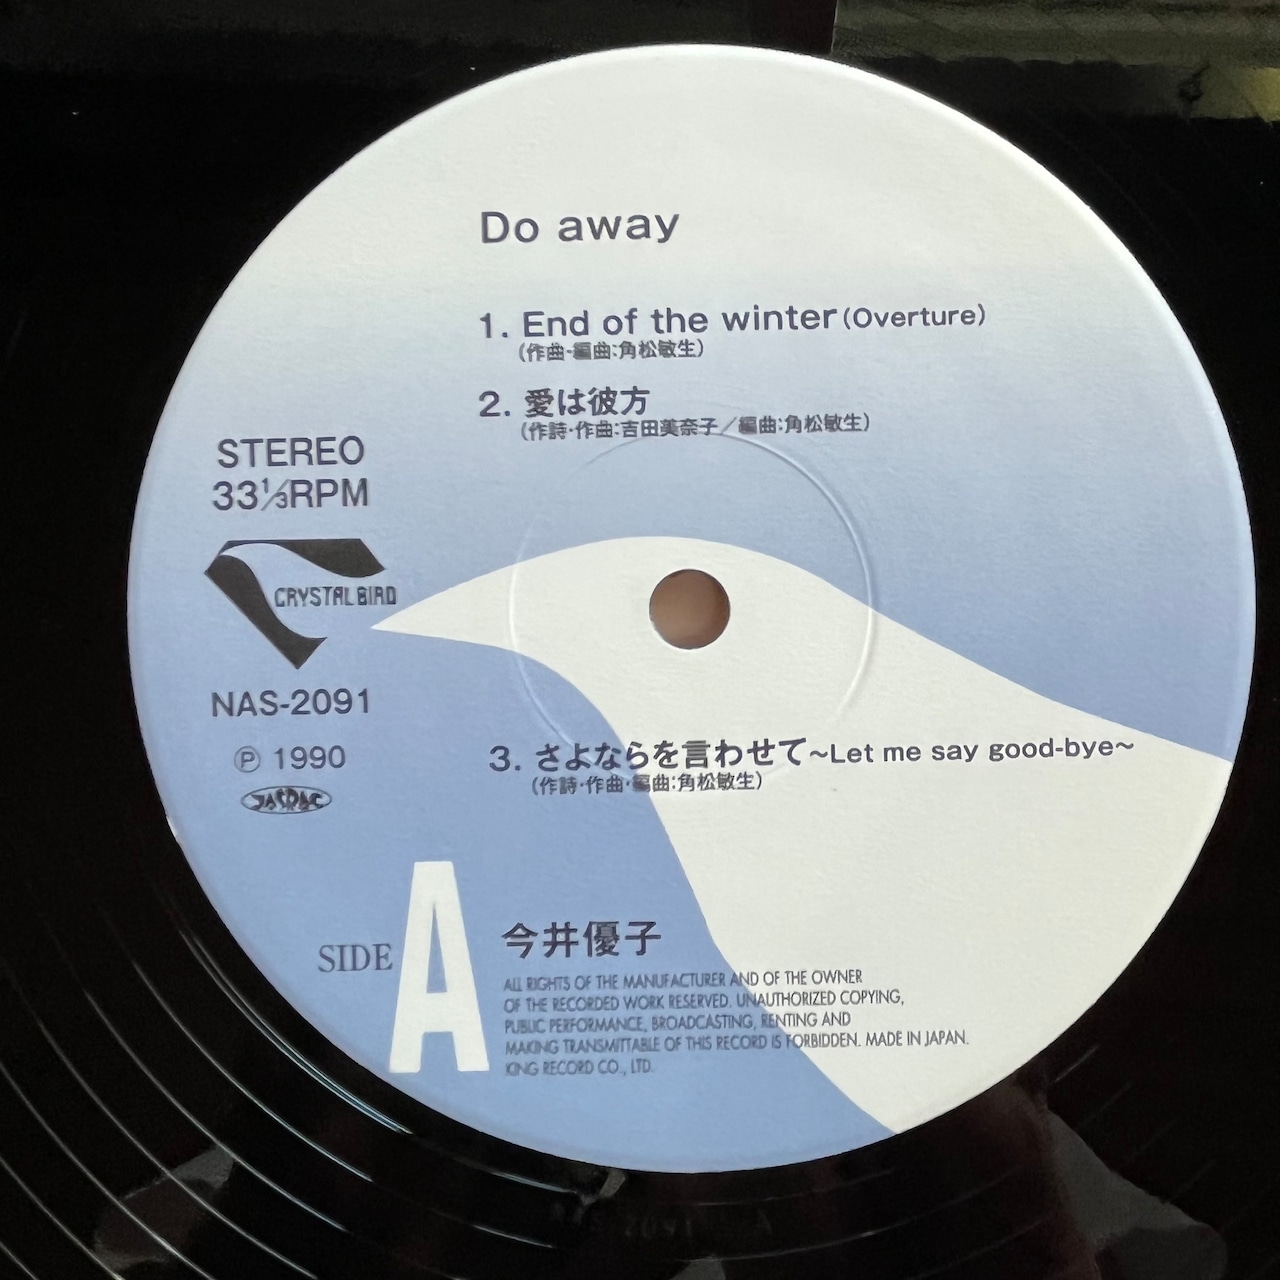 Do away
1. End of the winter(Overture)
(作曲・編曲:角松敏生)
2. 愛は彼方
(作詩・作曲:吉田美奈子／編曲:角松敏生)
STEREO
33⅓RPM
CRYSTAL BIRD
NAS-2091
Ⓟ 1990
JASRAC
3. さよならを言わせて~Let me say good-bye~
(作詩・作曲・編曲:角松敏生)
SIDE A
今井優子
ALL RIGHTS OF THE MANUFACTURER AND OF THE OWNER
OF THE RECORDED WORK RESERVED. UNAUTHORIZED COPYING,
PUBLIC PERFORMANCE, BROADCASTING, RENTING AND
MAKING TRANSMITTABLE OF THIS RECORD IS FORBIDDEN. MADE IN JAPAN.
KING RECORD CO., LTD.